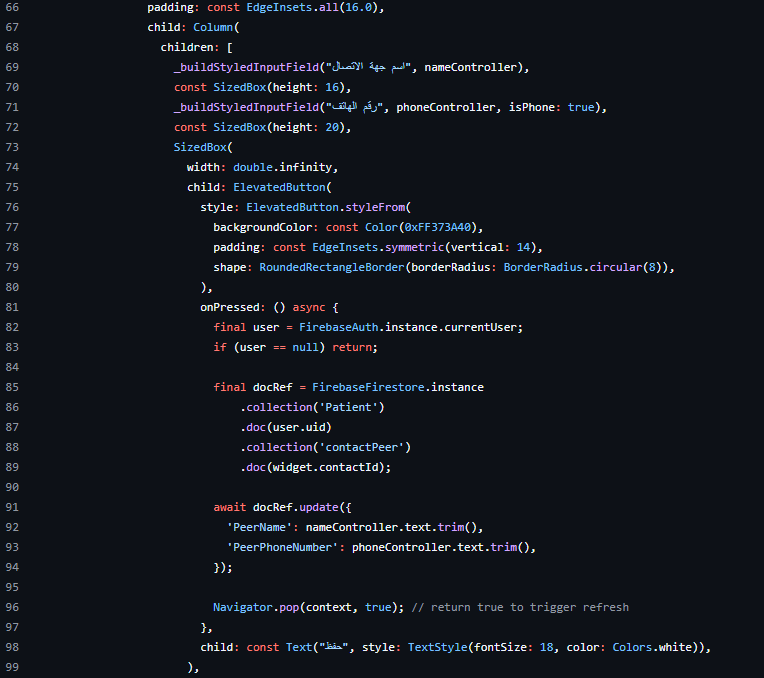 66 padding: const EdgeInsets.all(16.0),
67 child: Column(
68 children: [
69 _buildStyledInputField("اسم جهة الاتصال", nameController),
70 const SizedBox(height: 16),
71 _buildStyledInputField("رقم الهاتف", phoneController, isPhone: true),
72 const SizedBox(height: 20),
73 SizedBox(
74 width: double.infinity,
75 child: ElevatedButton(
76 style: ElevatedButton.styleFrom(
77 backgroundColor: const Color(0xFF373A40),
78 padding: const EdgeInsets.symmetric(vertical: 14),
79 shape: RoundedRectangleBorder(borderRadius: BorderRadius.circular(8)),
80 ),
81 onPressed: () async {
82 final user = FirebaseAuth.instance.currentUser;
83 if (user == null) return;
84
85 final docRef = FirebaseFirestore.instance
86 .collection('Patient')
87 .doc(user.uid)
88 .collection('contactPeer')
89 .doc(widget.contactId);
90
91 await docRef.update({
92 'PeerName': nameController.text.trim(),
93 'PeerPhoneNumber': phoneController.text.trim(),
94 });
95
96 Navigator.pop(context, true); // return true to trigger refresh
97 },
98 child: const Text("حفظ", style: TextStyle(fontSize: 18, color: Colors.white)),
99 ),